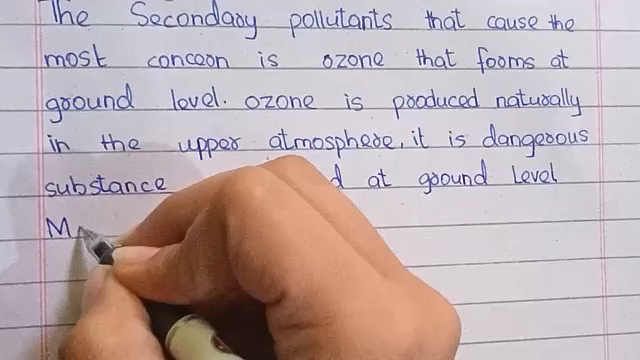 The Secondary pollutants that cause the
most concern is ozone that forms at
ground level. ozone is produced naturally
in the upper atmosphere, it is dangerous
substance at ground Level
M